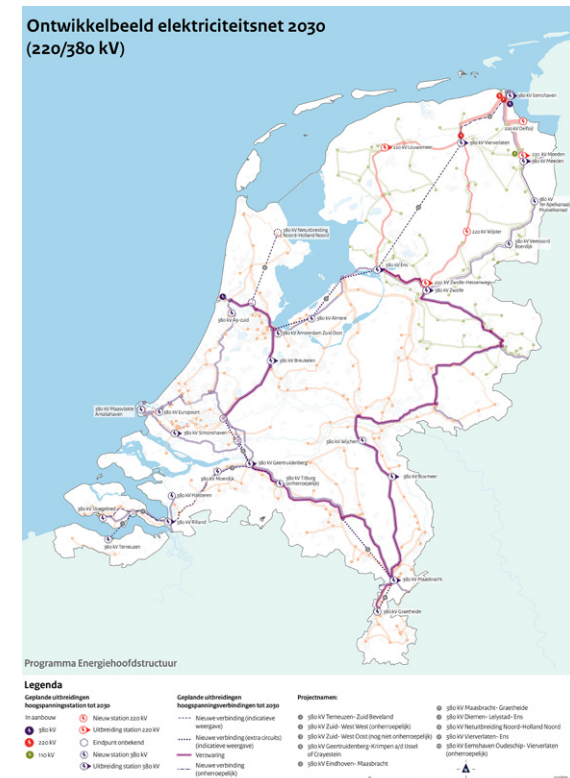 Ontwikkelbeeld elektriciteitsnet 2030
(220/380 kV)
380 kV Eemshaven
220 kV Delfzijl
380 kV Vierverlaten
220 kV Louwsmeer
220 kV Meeden
380 kV Meeden
380 kV
Ter Apelkanaal
Musselkanaal
380 kV Netuitbreiding
Noord-Holland Noord
220 kV Wijster
380 kV Veenoord
Boerdijk
380 kV Ens
220 kV Zwolle-Hessenweg
380 kV Zwolle
380 kV Almere
380 kV A9-zuid
380 kV Amsterdam Zuid-Oost
380 kV Breukelen
380 kV Maasvlakte
Amaliahaven
380 kV Europoort
380 kV Simonshaven
380 kV Wijchen
380 kV Geertruidenberg
380 kV Moerdijk
380 kV Tilburg
(onherroepelijk)
380 kV Boxmeer
380 kV Halsteren
380 kV Rilland
380 kV Terneuzen
380 kV Maasbracht
380 kV Graetheide
Programma Energiehoofdstructuur
Legenda
Geplande uitbreidingen
hoogspanningsstation tot 2030
In aanbouw
380 kV
220 kV
110 kV
Nieuw station 220 kV
Uitbreiding station 220 kV
Eindpunt onbekend
Nieuw station 380 kV
Uitbreiding station 380 kV
Geplande uitbreidingen
hoogspanningsverbindingen tot 2030
Nieuwe verbinding (indicatieve
weergave)
Nieuwe verbinding (extra circuits)
(indicatieve weergave)
Verzwaring
Nieuwe verbinding
(onherroepelijk)
Projectnamen:
380 kV Terneuzen- Zuid Beveland
380 kV Zuid- West West (onherroepelijk)
380 kV Zuid- West Oost (nog niet onherroepelijk)
380 kV Geertruidenberg-Krimpen a/d IJssel
of Crayestein
380 kV Eindhoven- Maasbracht
380 kV Maasbracht- Graetheide
380 kV Diemen- Lelystad- Ens
380 kV Netuitbreiding Noord-Holland Noord
380 kV Vierverlaten- Ens
380 kV Eemshaven Oudeschip- Vierverlaten
(onherroepelijk)